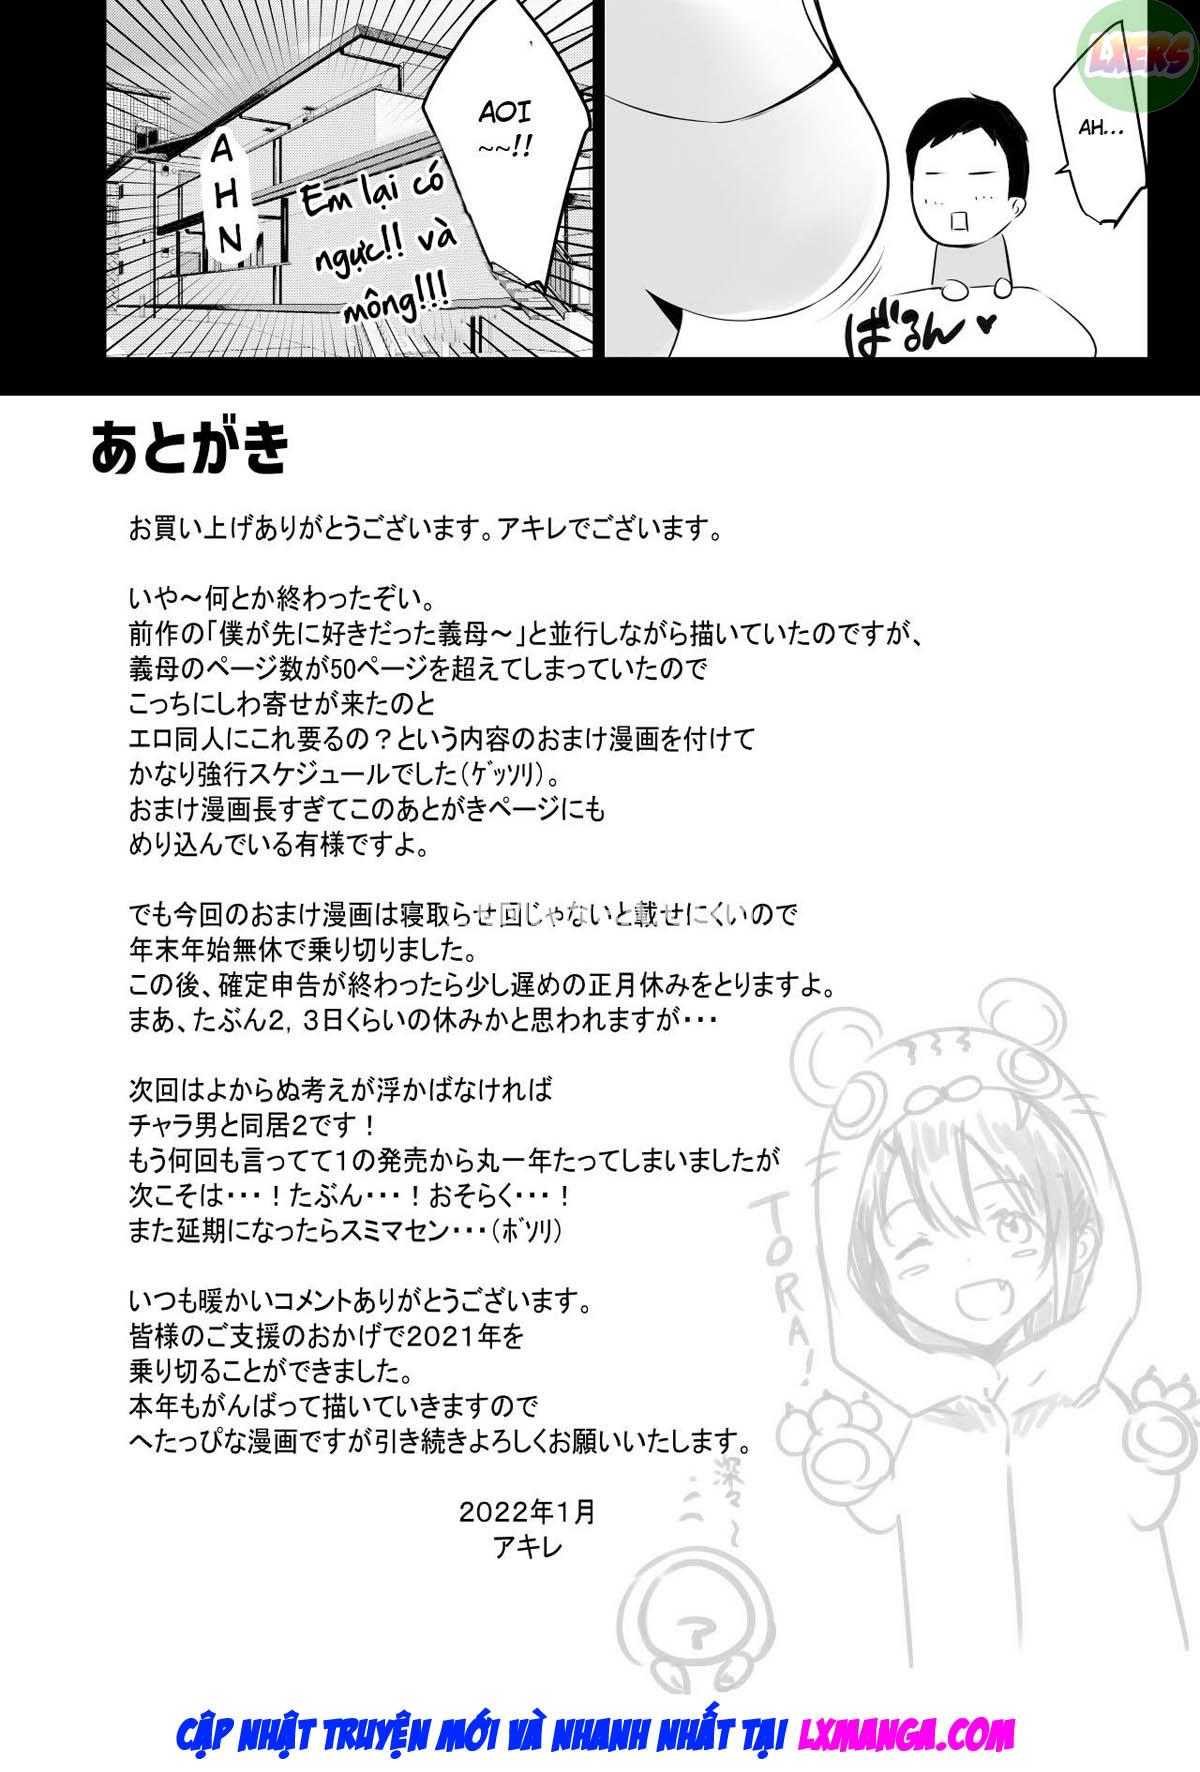 LXERS
AH...
ばるん♥
AOI
~~!!
AHN
Em lại có
ngực!! và
mông!!!
あとがき
お買い上げありがとうございます。アキレでございます。
いや～何とか終わったぞい。
前作の「僕が先に好きだった義母～」と並行しながら描いていたのですが、
義母のページ数が50ページを超えてしまっていたので
こっちにしわ寄せが来たのと
エロ同人にこれ要るの？という内容のおまけ漫画を付けて
かなり強行スケジュールでした（ｹﾞｯｿﾘ）。
おまけ漫画長すぎてこのあとがきページにも
めり込んでいる有様ですよ。
でも今回のおまけ漫画は寝取らせ回じゃないと載せにくいので
年末年始無休で乗り切りました。
この後、確定申告が終わったら少し遅めの正月休みをとりますよ。
まあ、たぶん２，３日くらいの休みかと思われますが・・・
次回はよからぬ考えが浮かばなければ
チャラ男と同居２です！
もう何回も言ってて１の発売から丸一年たってしまいましたが
次こそは・・・！たぶん・・・！おそらく・・・！
また延期になったらスミマセン・・・（ﾎﾞｿﾘ）
いつも暖かいコメントありがとうございます。
皆様のご支援のおかげで２０２１年を
乗り切ることができました。
本年もがんばって描いていきますので
へたっぴな漫画ですが引き続きよろしくお願いいたします。
２０２２年１月
アキレ
TORA!
深々～
?
CẬP NHẬT TRUYỆN MỚI VÀ NHANH NHẤT TẠI LXMANGA.COM